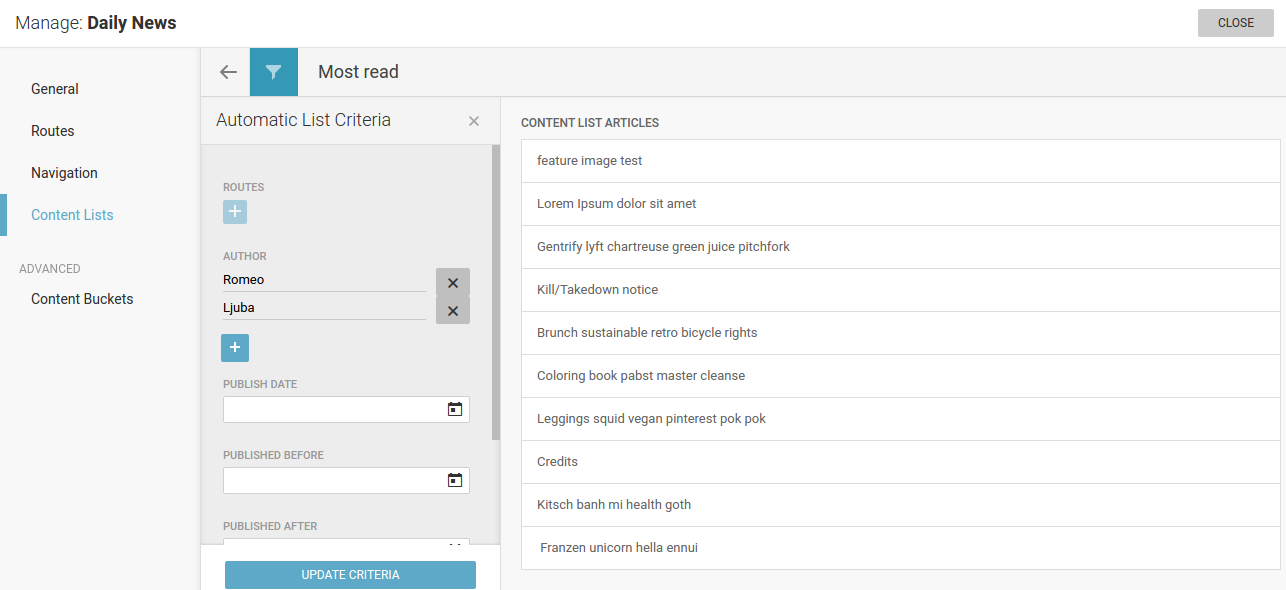 Manage: Daily News
CLOSE
General
Routes
Navigation
Content Lists
ADVANCED
Content Buckets
Most read
Automatic List Criteria
ROUTES
AUTHOR
Romeo
Ljuba
PUBLISH DATE
PUBLISHED BEFORE
PUBLISHED AFTER
UPDATE CRITERIA
CONTENT LIST ARTICLES
feature image test
Lorem Ipsum dolor sit amet
Gentrify lyft chartreuse green juice pitchfork
Kill/Takedown notice
Brunch sustainable retro bicycle rights
Coloring book pabst master cleanse
Leggings squid vegan pinterest pok pok
Credits
Kitsch banh mi health goth
Franzen unicorn hella ennui